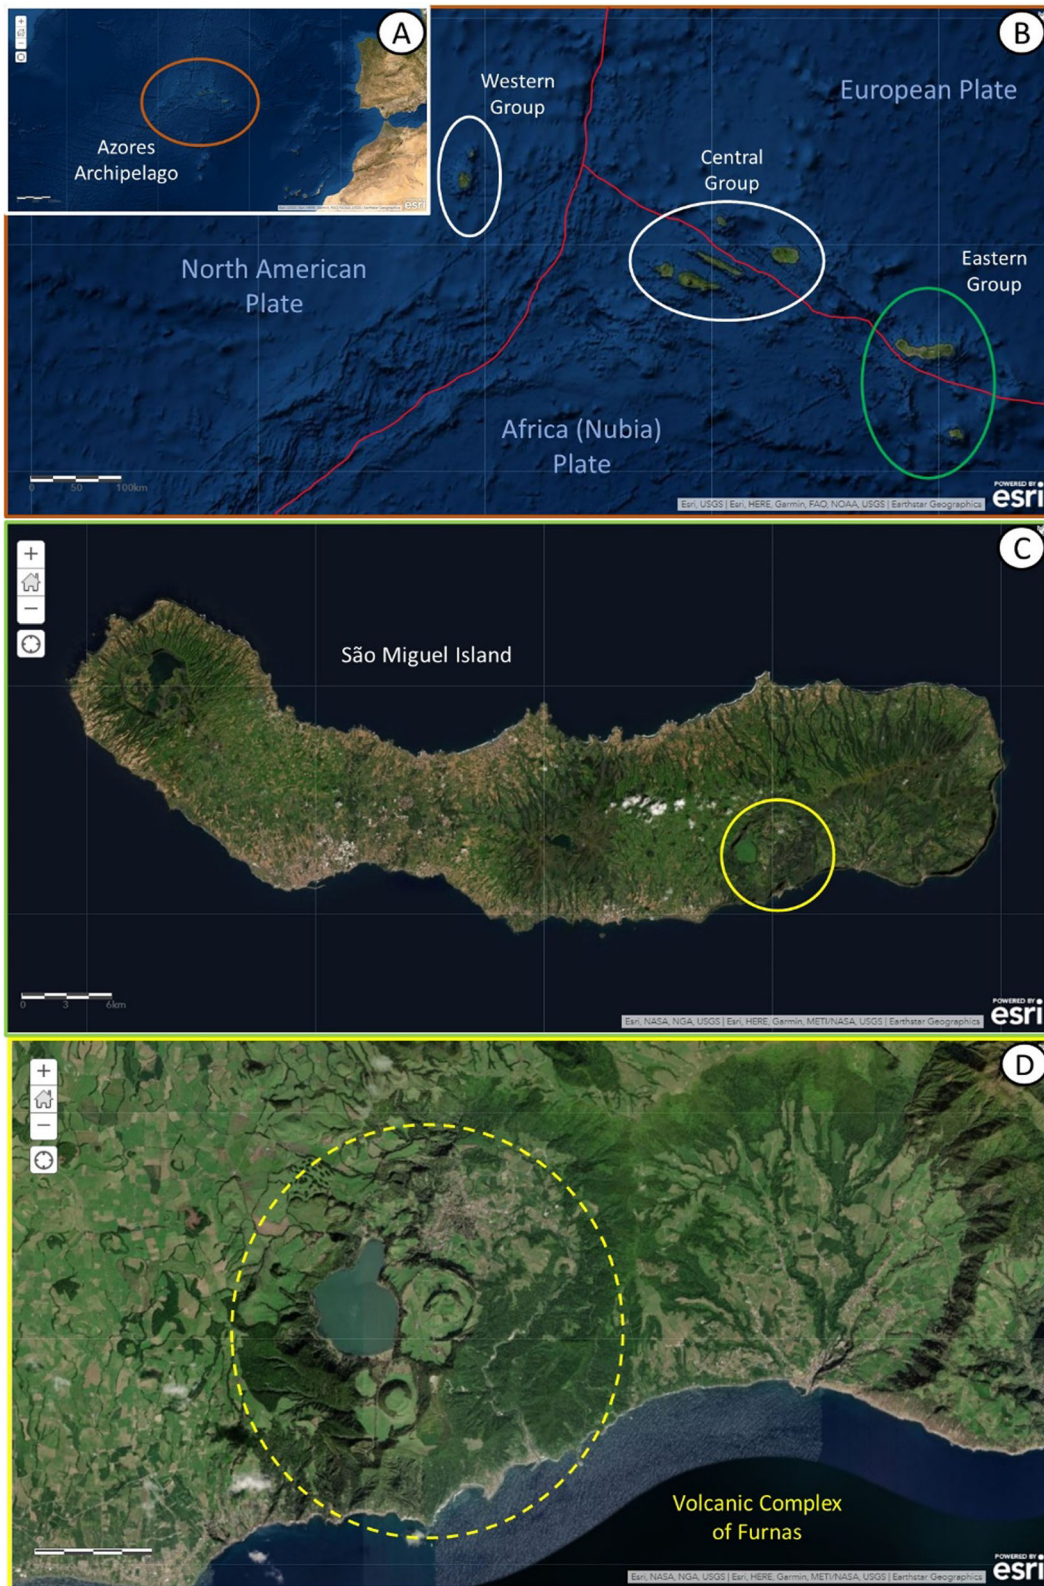 A
Azores
Archipelago
esri
B
Western
Group
European Plate
Central
Group
North American
Plate
Eastern
Group
Africa (Nubia)
Plate
0 50 100km
Esri, USGS | Esri, HERE, Garmin, FAO, NOAA, USGS | Earthstar Geographics
POWERED BY
esri
C
São Miguel Island
0 3 6km
Esri, NASA, NGA, USGS | Esri, HERE, Garmin, METI/NASA, USGS | Earthstar Geographics
POWERED BY
esri
D
Volcanic Complex
of Furnas
Esri, NASA, NGA, USGS | Esri, HERE, Garmin, METI/NASA, USGS | Earthstar Geographics
POWERED BY
esri